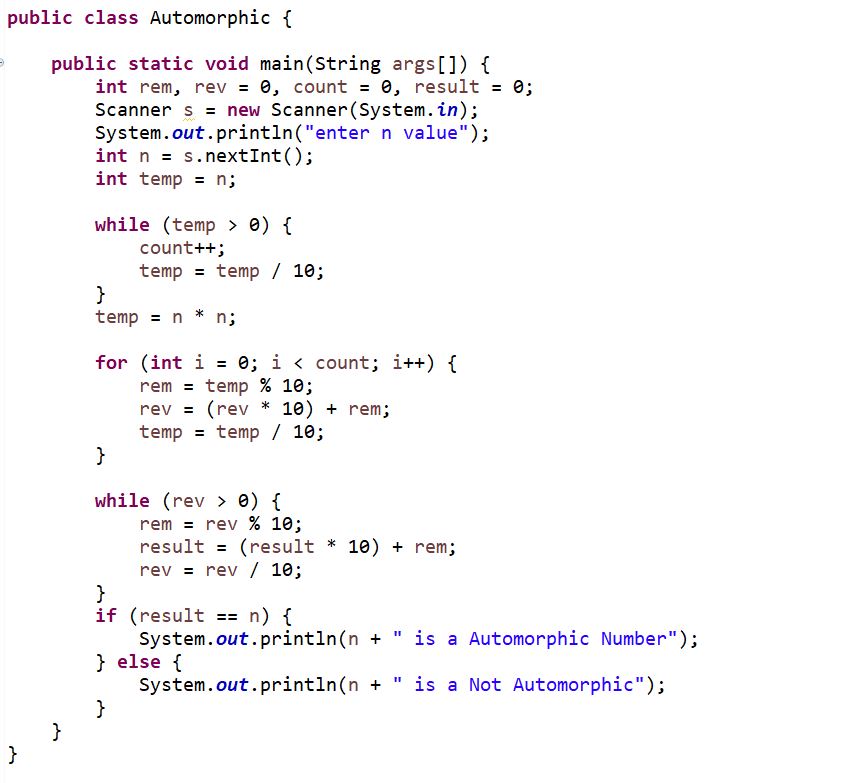 public class Automorphic {
public static void main(String args[]) {
int rem, rev = 0, count = 0, result = 0;
Scanner s = new Scanner(System.in);
System.out.println("enter n value");
int n = s.nextInt();
int temp = n;
while (temp > 0) {
count++;
temp = temp / 10;
}
temp = n * n;
for (int i = 0; i < count; i++) {
rem = temp % 10;
rev = (rev * 10) + rem;
temp = temp / 10;
}
while (rev > 0) {
rem = rev % 10;
result = (result * 10) + rem;
rev = rev / 10;
}
if (result == n) {
System.out.println(n + " is a Automorphic Number");
} else {
System.out.println(n + " is a Not Automorphic");
}
}
}